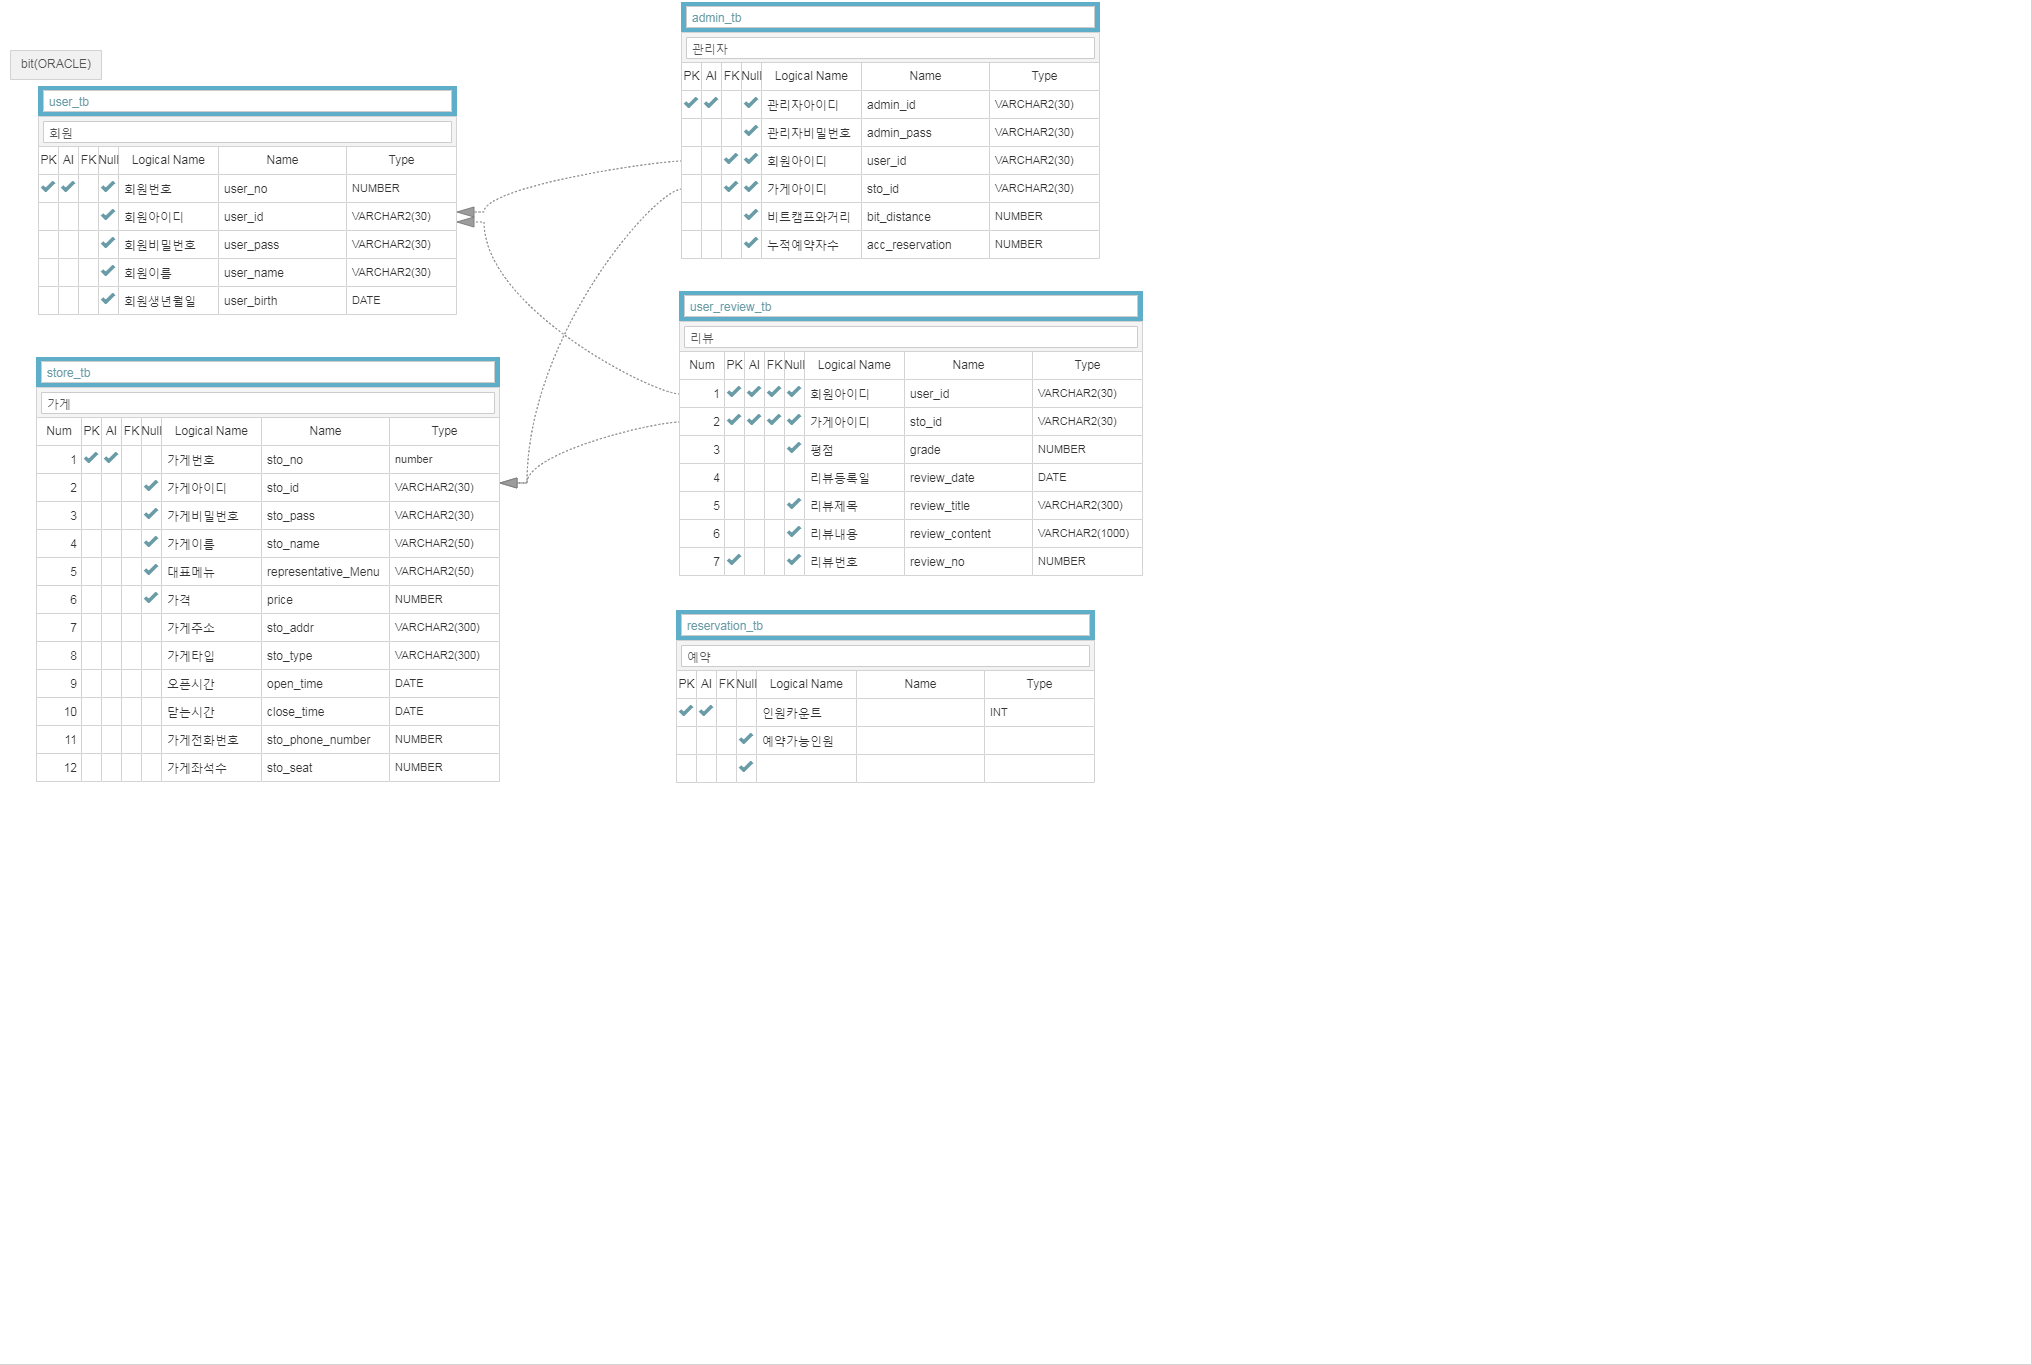 bit(ORACLE)
user_tb
회원
PK AI FK Null Logical Name Name Type
회원번호 user_no NUMBER
회원아이디 user_id VARCHAR2(30)
회원비밀번호 user_pass VARCHAR2(30)
회원이름 user_name VARCHAR2(30)
회원생년월일 user_birth DATE
store_tb
가게
Num PK AI FK Null Logical Name Name Type
1 가게번호 sto_no number
2 가게아이디 sto_id VARCHAR2(30)
3 가게비밀번호 sto_pass VARCHAR2(30)
4 가게이름 sto_name VARCHAR2(50)
5 대표메뉴 representative_Menu VARCHAR2(50)
6 가격 price NUMBER
7 가게주소 sto_addr VARCHAR2(300)
8 가게타입 sto_type VARCHAR2(300)
9 오픈시간 open_time DATE
10 닫는시간 close_time DATE
11 가게전화번호 sto_phone_number NUMBER
12 가게좌석수 sto_seat NUMBER
admin_tb
관리자
PK AI FK Null Logical Name Name Type
관리자아이디 admin_id VARCHAR2(30)
관리자비밀번호 admin_pass VARCHAR2(30)
회원아이디 user_id VARCHAR2(30)
가게아이디 sto_id VARCHAR2(30)
비트캠프와거리 bit_distance NUMBER
누적예약자수 acc_reservation NUMBER
user_review_tb
리뷰
Num PK AI FK Null Logical Name Name Type
1 회원아이디 user_id VARCHAR2(30)
2 가게아이디 sto_id VARCHAR2(30)
3 평점 grade NUMBER
4 리뷰등록일 review_date DATE
5 리뷰제목 review_title VARCHAR2(300)
6 리뷰내용 review_content VARCHAR2(1000)
7 리뷰번호 review_no NUMBER
reservation_tb
예약
PK AI FK Null Logical Name Name Type
인원카운트 INT
예약가능인원